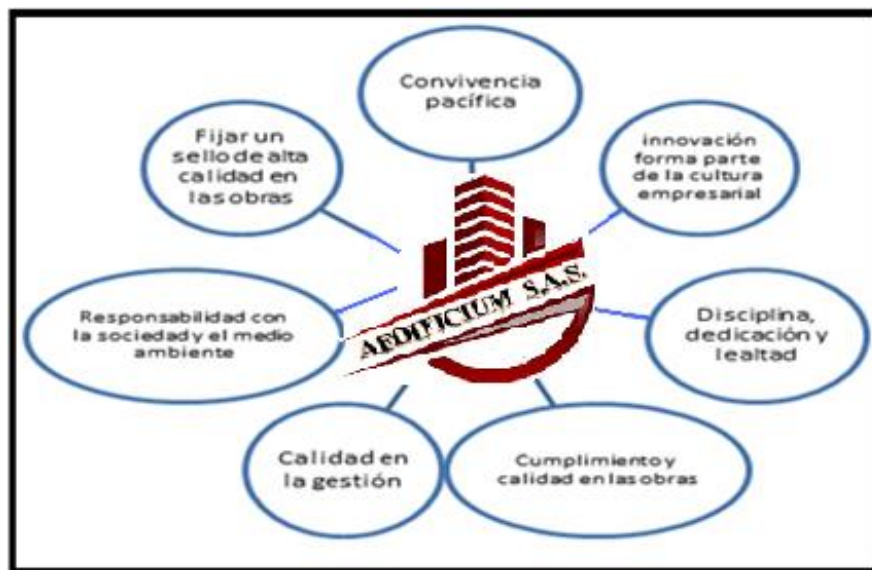 Convivencia
pacífica
Fijar un
sello de alta
calidad en
las obras
innovación
forma parte
de la cultura
empresarial
AEDIFICIUM S.A.S.
Responsabilidad con
la sociedad y el medio
ambiente
Disciplina,
dedicación y
lealtad
Calidad en
la gestión
Cumplimiento y
calidad en las obras